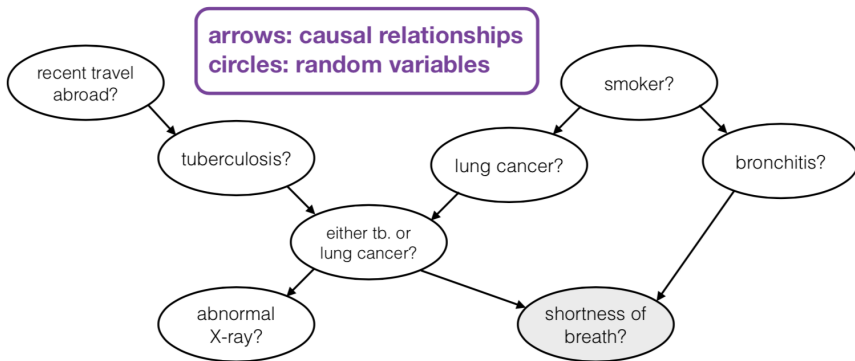 arrows: causal relationships
circles: random variables
recent travel
abroad?
smoker?
tuberculosis?
lung cancer?
bronchitis?
either tb. or
lung cancer?
abnormal
X-ray?
shortness of
breath?